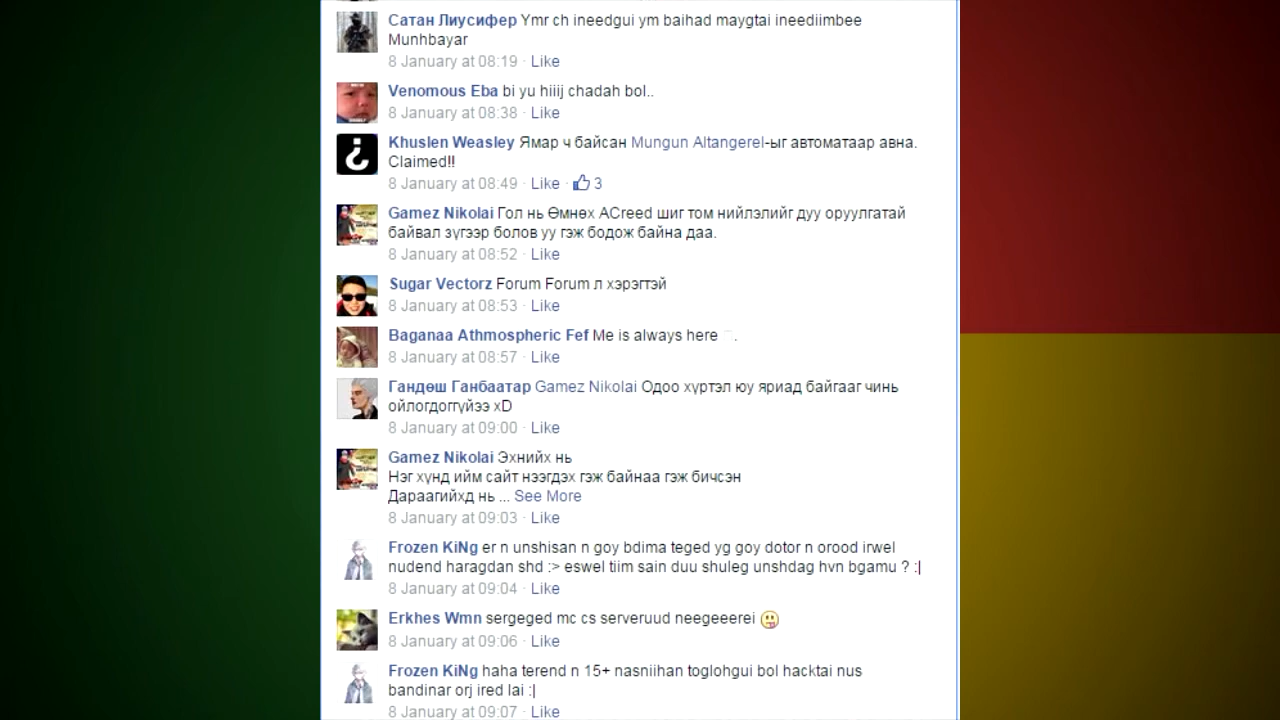 Сатан Лиусифер Ymr ch ineedgui ym baihad maygtai ineediimbee
Munhbayar
8 January at 08:19 · Like
Venomous Eba bi yu hiiij chadah bol..
8 January at 08:38 · Like
Khuslen Weasley Ямар ч байсан Mungun Altangerel-ыг автоматаар авна.
Claimed!!
8 January at 08:49 · Like · 3
Gamez Nikolai Гол нь Өмнөх ACreed шиг том нийлэлийг дуу оруулгатай
байвал зүгээр болов уу гэж бодож байна даа.
8 January at 08:52 · Like
Sugar Vectorz Forum Forum л хэрэгтэй
8 January at 08:53 · Like
Baganaa Athmospheric Fef Me is always here .
8 January at 08:57 · Like
Гандөш Ганбаатар Gamez Nikolai Одоо хүртэл юу яриад байгааг чинь
ойлогдоггүйээ xD
8 January at 09:00 · Like
Gamez Nikolai Эхнийх нь
Нэг хүнд ийм сайт нээгдэх гэж байнаа гэж бичсэн
Дараагийхд нь ... See More
8 January at 09:03 · Like
Frozen KiNg er n unshisan n goy bdima teged yg goy dotor n orood irwel
nudend haragdan shd :> eswel tiim sain duu shuleg unshdag hvn bgamu ? :|
8 January at 09:04 · Like
Erkhes Wmn sergeged mc cs serveruud neegeeerei
8 January at 09:06 · Like
Frozen KiNg haha terend n 15+ nasniihan toglohgui bol hacktai nus
bandinar orj ired lai :|
8 January at 09:07 · Like